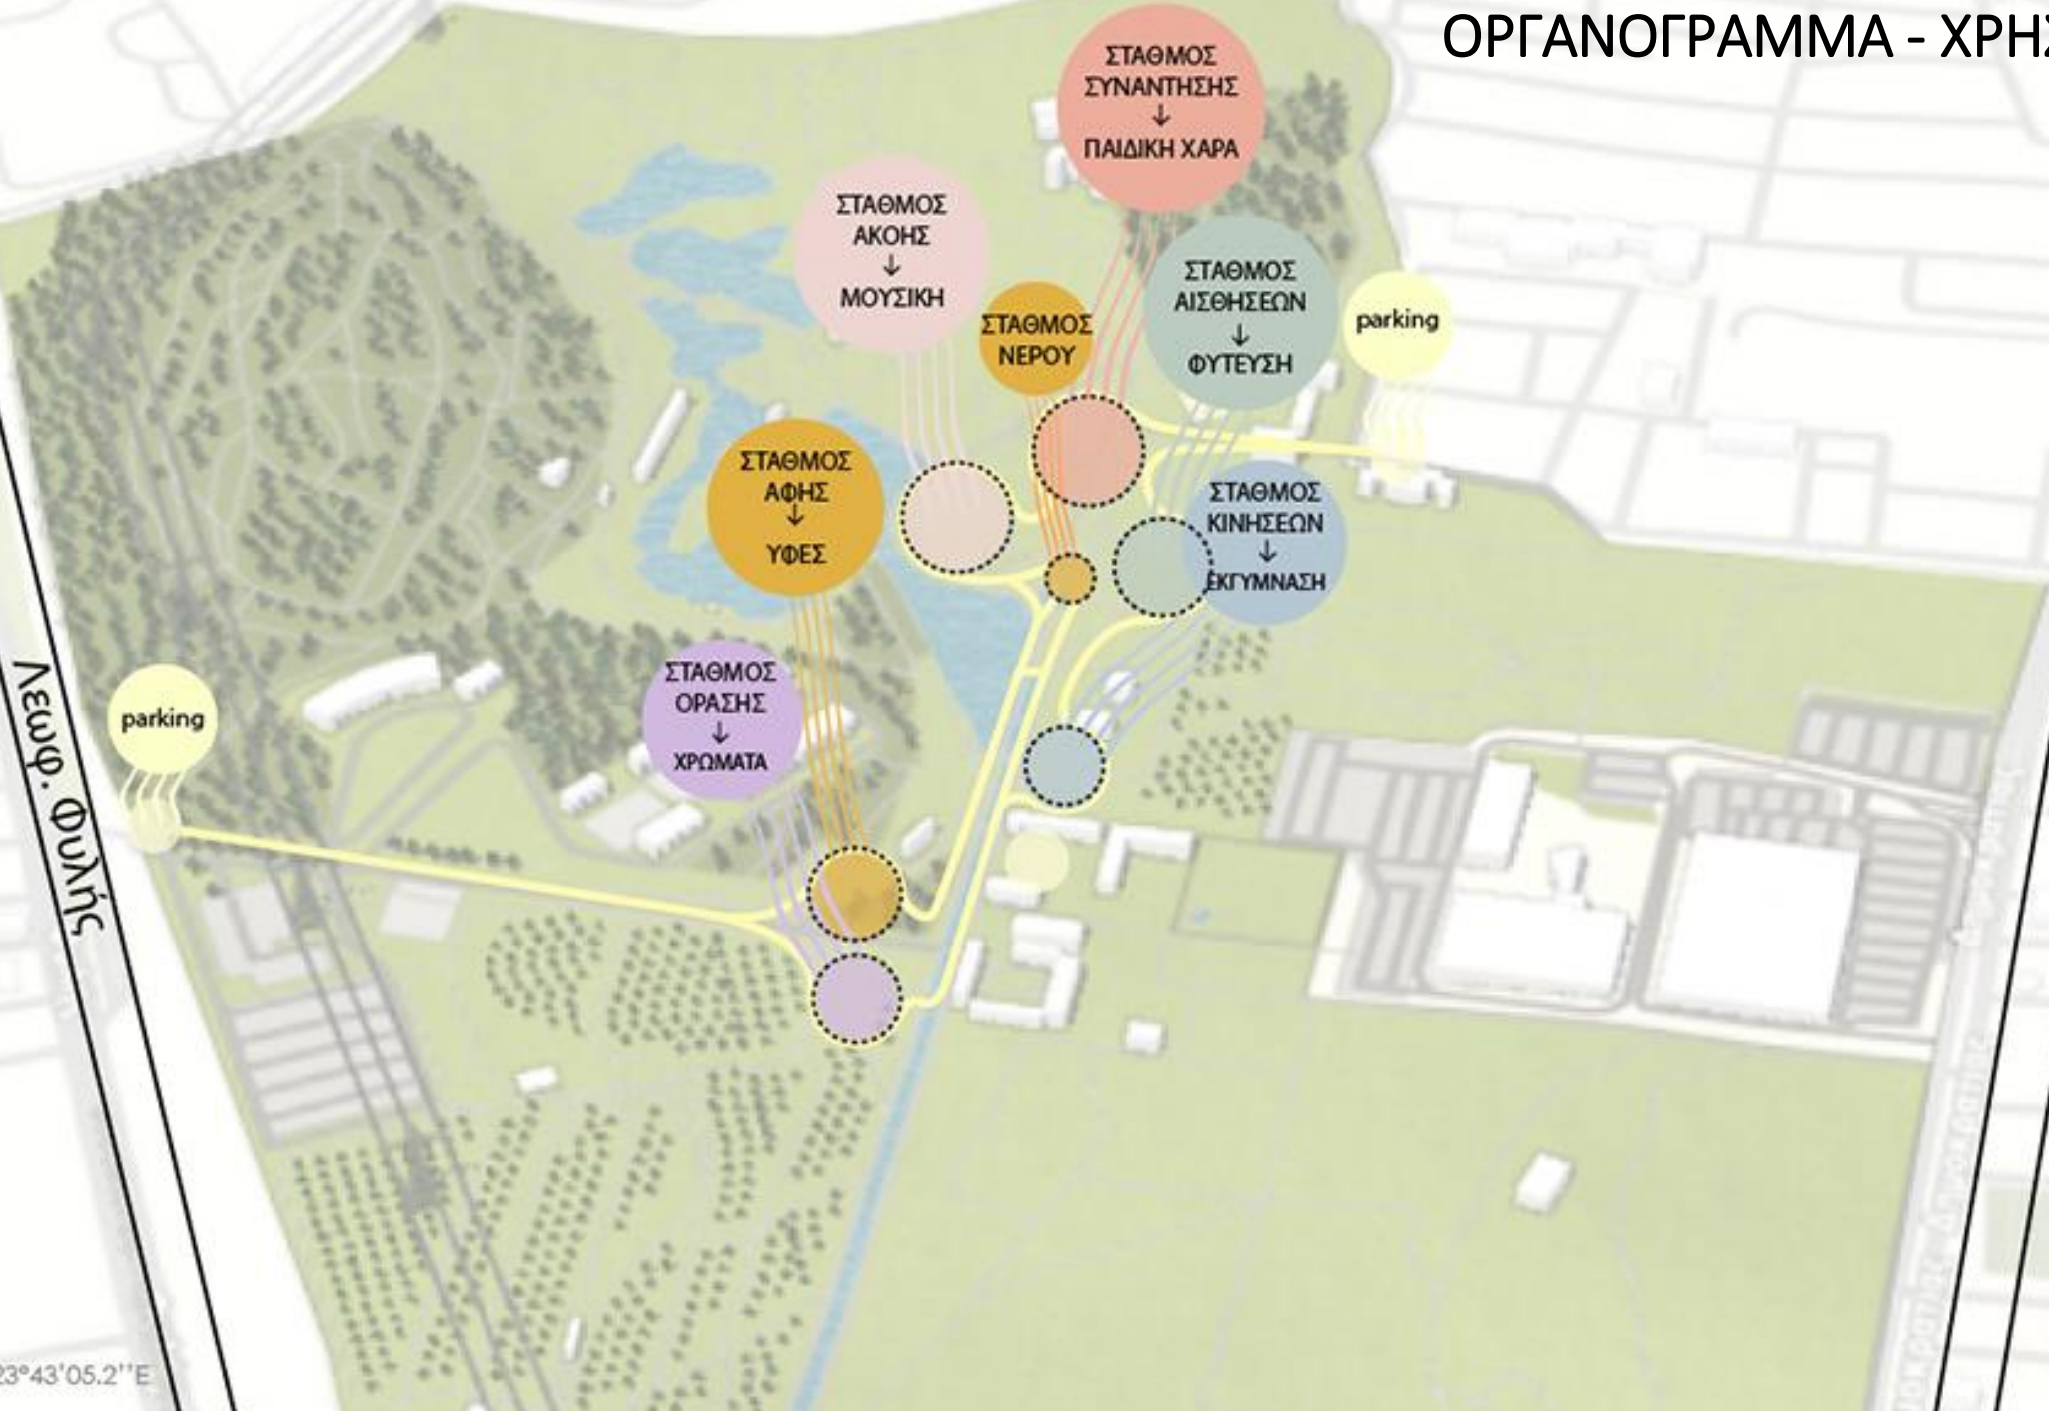 ΟΡΓΑΝΟΓΡΑΜΜΑ - ΧΡΗΣ
ΣΤΑΘΜΟΣ
ΣΥΝΑΝΤΗΣΗΣ
↓
ΠΑΙΔΙΚΗ ΧΑΡΑ
ΣΤΑΘΜΟΣ
ΑΚΟΗΣ
↓
ΜΟΥΣΙΚΗ
ΣΤΑΘΜΟΣ
ΝΕΡΟΥ
ΣΤΑΘΜΟΣ
ΑΙΣΘΗΣΕΩΝ
↓
ΦΥΤΕΥΣΗ
parking
ΣΤΑΘΜΟΣ
ΑΦΗΣ
↓
ΥΦΕΣ
ΣΤΑΘΜΟΣ
ΚΙΝΗΣΕΩΝ
↓
ΕΚΓΥΜΝΑΣΗ
ΣΤΑΘΜΟΣ
ΟΡΑΣΗΣ
↓
ΧΡΩΜΑΤΑ
parking
Λεωφ. Φυλής
23°43'05.2''E